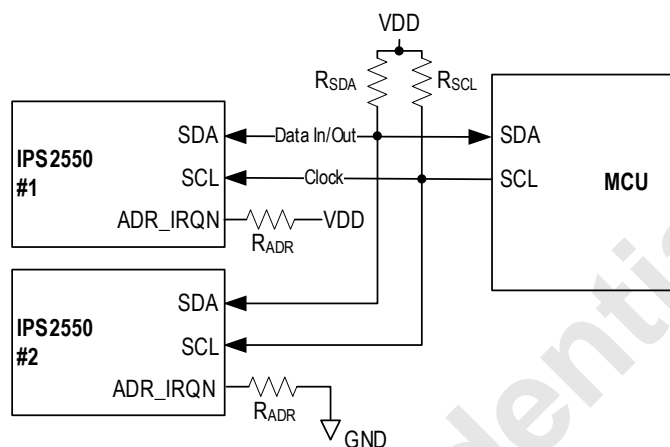 VDD
RSDA
RSCL
IPS2550
#1
SDA
Data In/Out
SDA
SCL
Clock
SCL
MCU
ADR_IRQN
RADR
VDD
IPS2550
#2
SDA
SCL
ADR_IRQN
RADR
GND